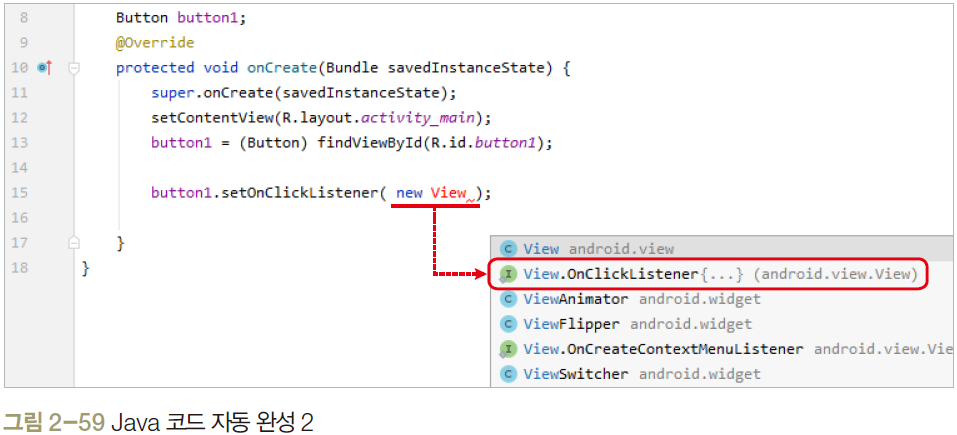 8 Button button1;
9 @Override
10 protected void onCreate(Bundle savedInstanceState) {
11 super.onCreate(savedInstanceState);
12 setContentView(R.layout.activity_main);
13 button1 = (Button) findViewById(R.id.button1);
14
15 button1.setOnClickListener( new View );
16
17 }
18 }
C View android.view
I View.OnClickListener{...} (android.view.View)
C ViewAnimator android.widget
C ViewFlipper android.widget
I View.OnCreateContextMenuListener android.view.Vie
C ViewSwitcher android.widget
그림 2-59 Java 코드 자동 완성 2